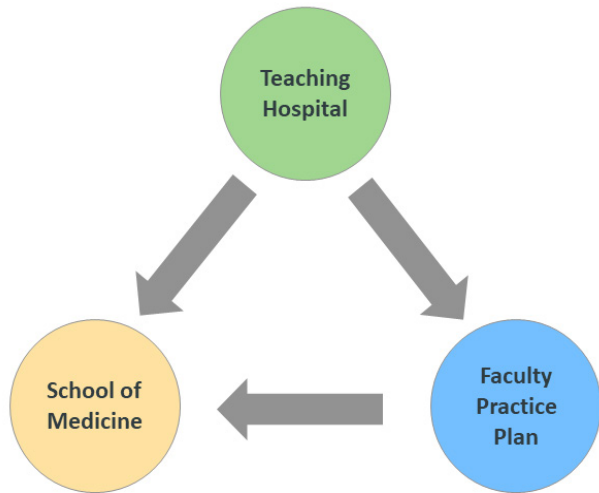 Teaching
Hospital
School of
Medicine
Faculty
Practice
Plan